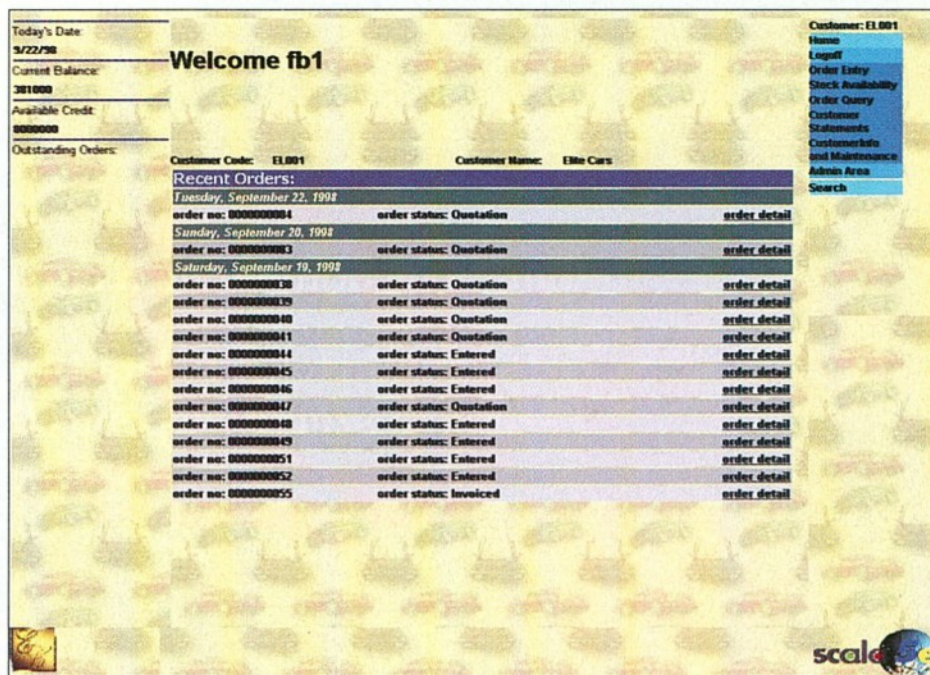 Today's Date:
9/22/98
Current Balance:
381000
Available Credit:
8080000
Outstanding Orders:
Welcome fb1
Customer Code: EL001 Customer Name: Elite Cars
Recent Orders:
Tuesday, September 22, 1998
order no: 0000000084 order status: Quotation order detail
Sunday, September 20, 1998
order no: 0000000083 order status: Quotation order detail
Saturday, September 19, 1998
order no: 0000000038 order status: Quotation order detail
order no: 0000000039 order status: Quotation order detail
order no: 0000000040 order status: Quotation order detail
order no: 0000000041 order status: Quotation order detail
order no: 0000000044 order status: Entered order detail
order no: 0000000045 order status: Entered order detail
order no: 0000000046 order status: Entered order detail
order no: 0000000047 order status: Quotation order detail
order no: 0000000048 order status: Entered order detail
order no: 0000000049 order status: Entered order detail
order no: 0000000051 order status: Entered order detail
order no: 0000000052 order status: Entered order detail
order no: 0000000055 order status: Invoiced order detail
Customer: EL001
Home
Logoff
Order Entry
Stock Availability
Order Query
Customer
Statements
CustomerInfo
and Maintenance
Admin Area
Search
scala